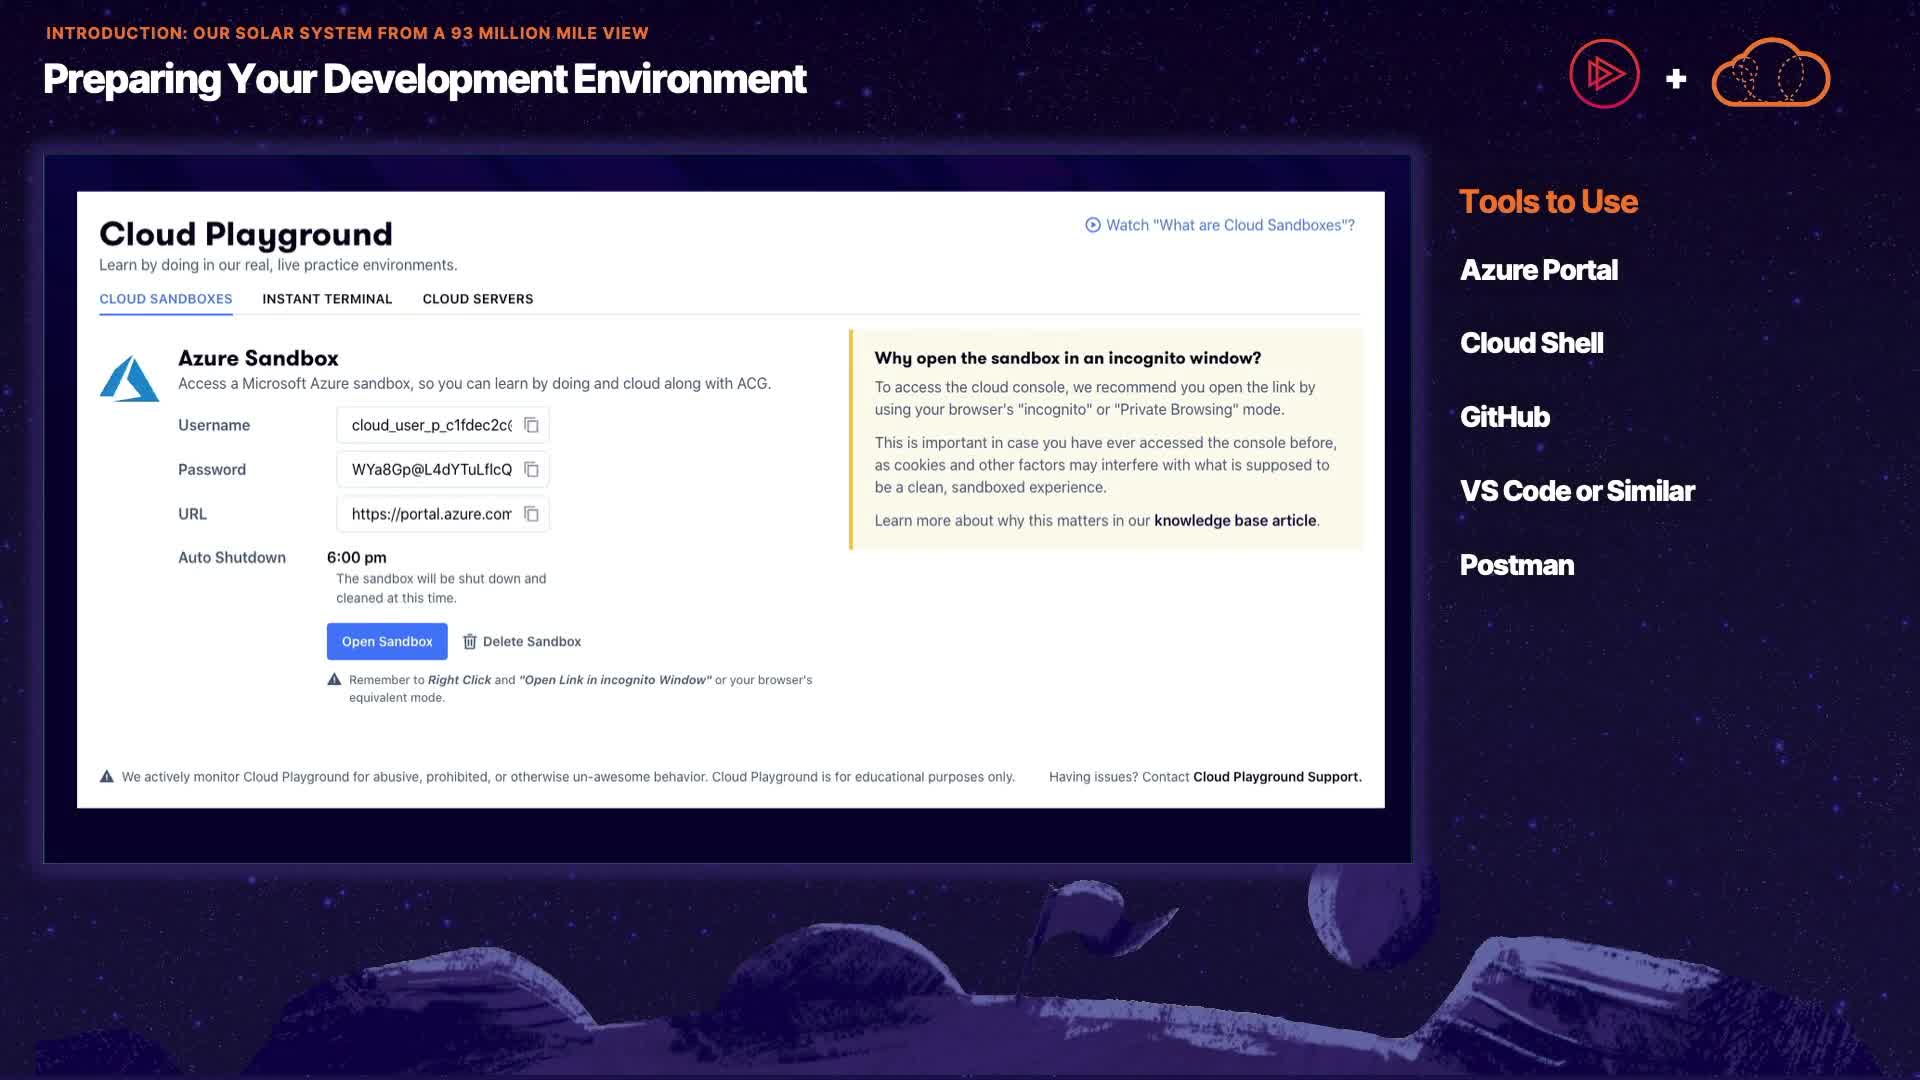 INTRODUCTION: OUR SOLAR SYSTEM FROM A 93 MILLION MILE VIEW
Preparing Your Development Environment
+
Cloud Playground
Watch "What are Cloud Sandboxes"?
Learn by doing in our real, live practice environments.
CLOUD SANDBOXES INSTANT TERMINAL CLOUD SERVERS
Azure Sandbox
Access a Microsoft Azure sandbox, so you can learn by doing and cloud along with ACG.
Username
Password WYa8Gp@L4dYTuLfIcQ
URL https://portal.azure.com
Auto Shutdown 6:00 pm
The sandbox will be shut down and
cleaned at this time.
Open Sandbox Delete Sandbox
Remember to Right Click and "Open Link in incognito Window" or your browser's
equivalent mode.
Why open the sandbox in an incognito window?
To access the cloud console, we recommend you open the link by
using your browser's "incognito" or "Private Browsing" mode.
This is important in case you have ever accessed the console before,
as cookies and other factors may interfere with what is supposed to
be a clean, sandboxed experience.
Learn more about why this matters in our knowledge base article.
We actively monitor Cloud Playground for abusive, prohibited, or otherwise un-awesome behavior. Cloud Playground is for educational purposes only.
Having issues? Contact Cloud Playground Support.
Tools to Use
Azure Portal
Cloud Shell
GitHub
VS Code or Similar
Postman